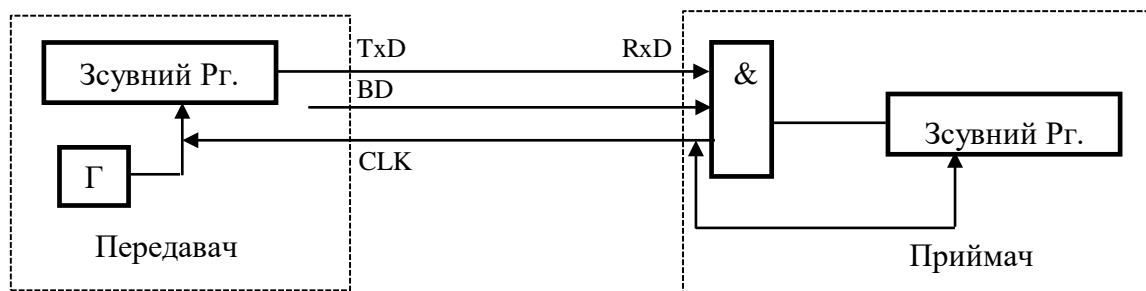 TxD RxD
Зсувний Рг. &
BD
Зсувний Рг.
CLK
Г
Передавач Приймач